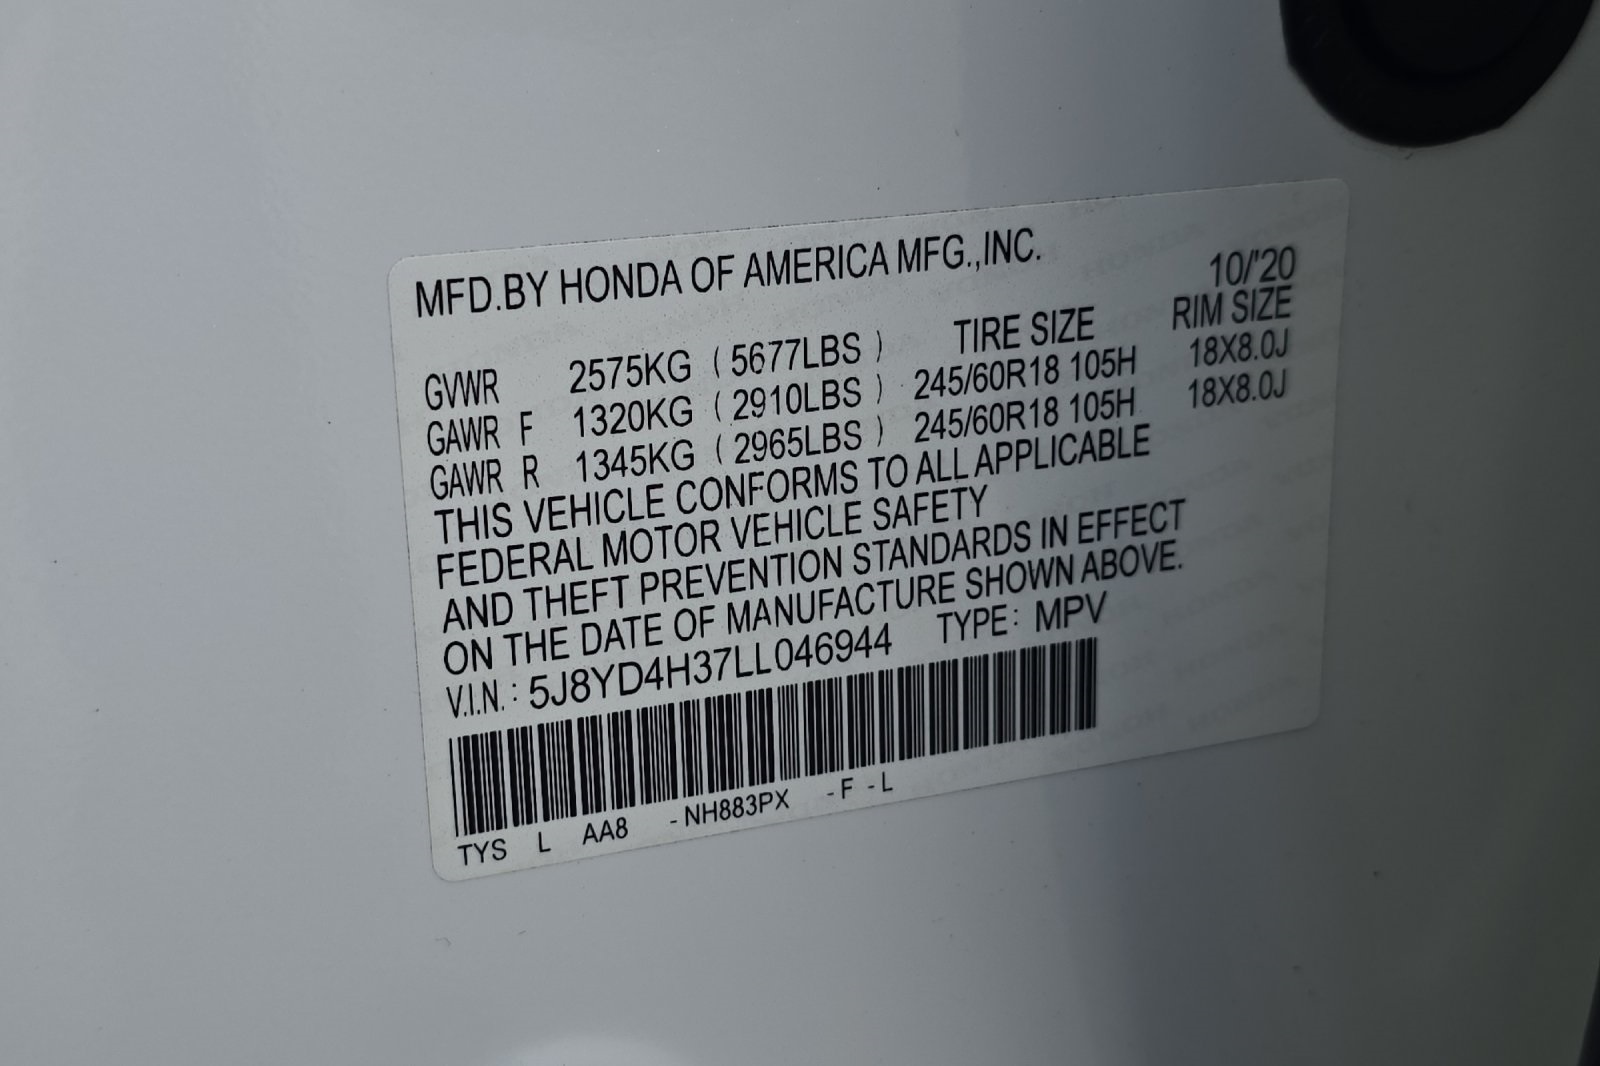 MFD.BY HONDA OF AMERICA MFG.,INC. 10/'20
TIRE SIZE RIM SIZE
GVWR 2575KG ( 5677LBS )
GAWR F 1320KG ( 2910LBS ) 245/60R18 105H 18X8.0J
GAWR R 1345KG ( 2965LBS ) 245/60R18 105H 18X8.0J
THIS VEHICLE CONFORMS TO ALL APPLICABLE
FEDERAL MOTOR VEHICLE SAFETY
AND THEFT PREVENTION STANDARDS IN EFFECT
ON THE DATE OF MANUFACTURE SHOWN ABOVE.
V.I.N. : 5J8YD4H37LL046944 TYPE: MPV
TYS L AA8 - NH883PX - F - L